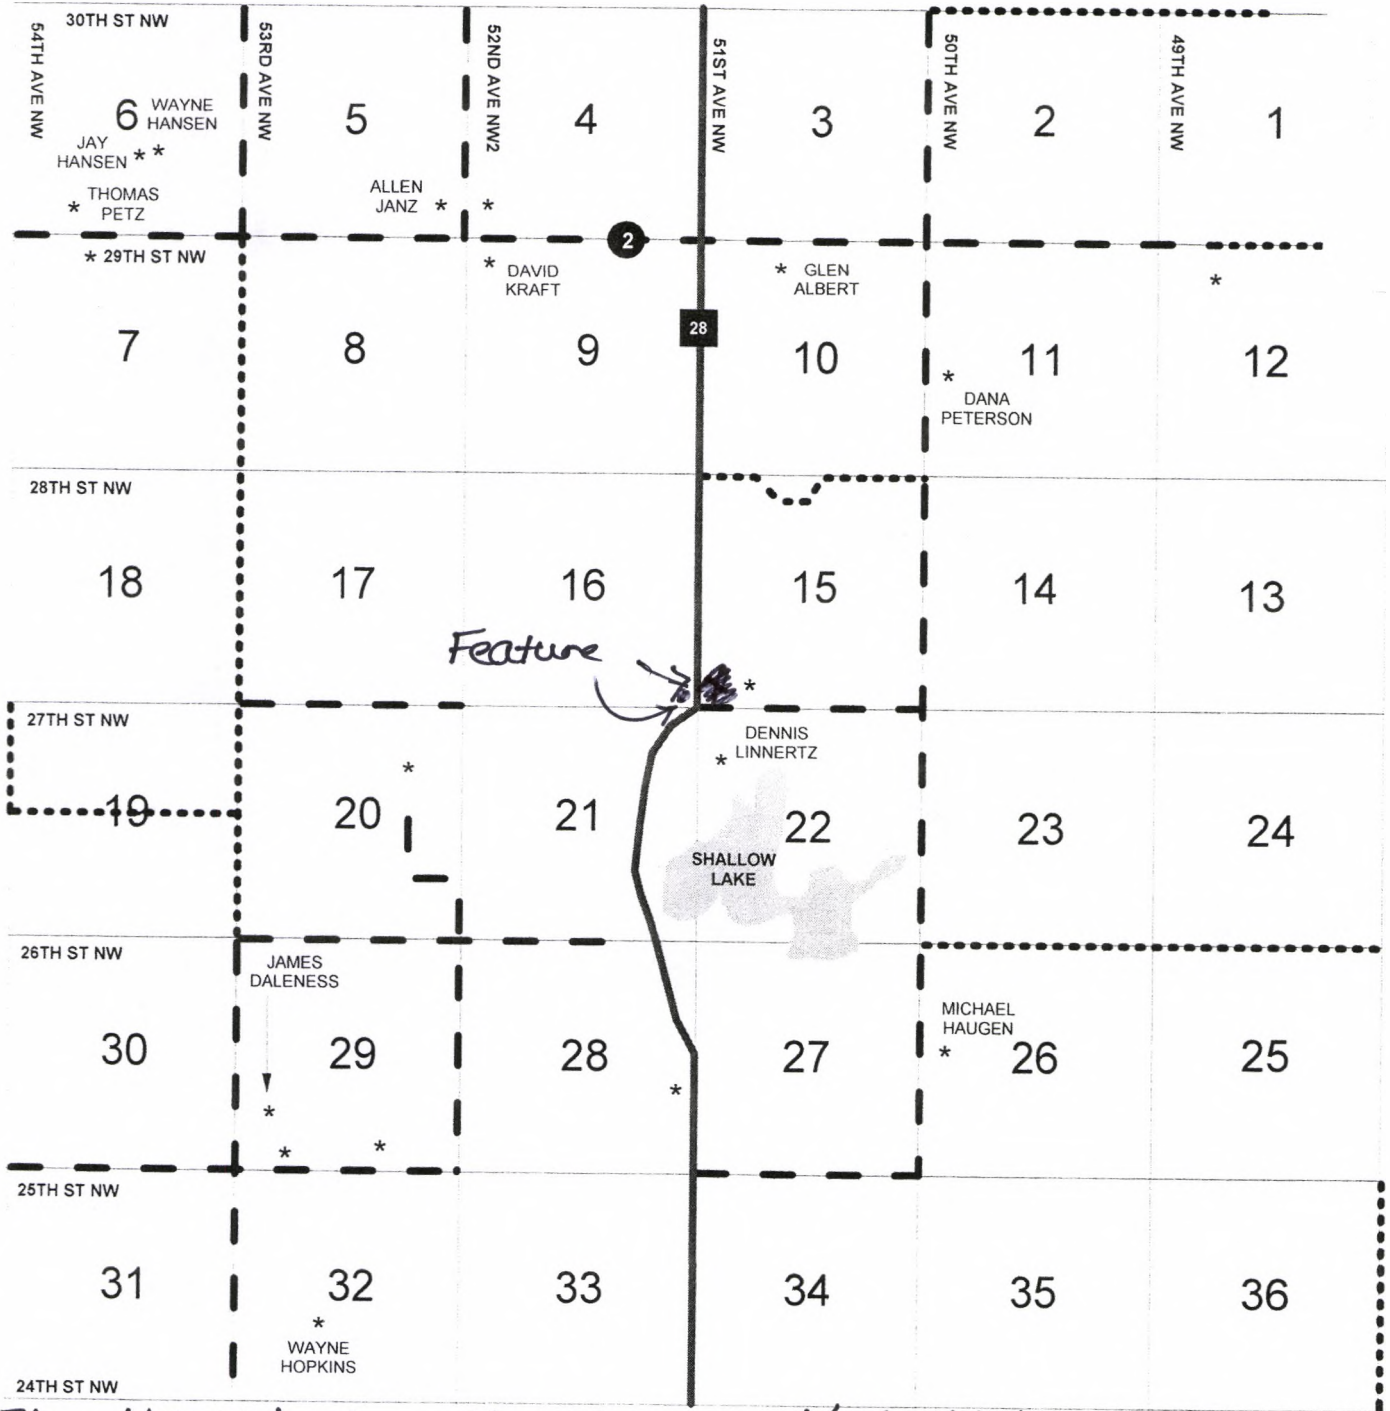 30TH ST NW
54TH AVE NW
53RD AVE NW
52ND AVE NW2
51ST AVE NW
50TH AVE NW
49TH AVE NW
6
WAYNE
HANSEN
5
4
3
2
1
JAY
HANSEN * *
* THOMAS
PETZ
ALLEN
JANZ *
*
2
* 29TH ST NW
* DAVID
KRAFT
* GLEN
ALBERT
*
28
7
8
9
10
11
12
*
DANA
PETERSON
28TH ST NW
18
17
16
15
14
13
Feature
*
27TH ST NW
DENNIS
* LINNERTZ
*
19
20
21
22
23
24
SHALLOW
LAKE
26TH ST NW
JAMES
DALENESS
MICHAEL
HAUGEN
*
30
29
28
27
26
25
*
*
*
*
25TH ST NW
31
32
33
34
35
36
*
WAYNE
HOPKINS
24TH ST NW